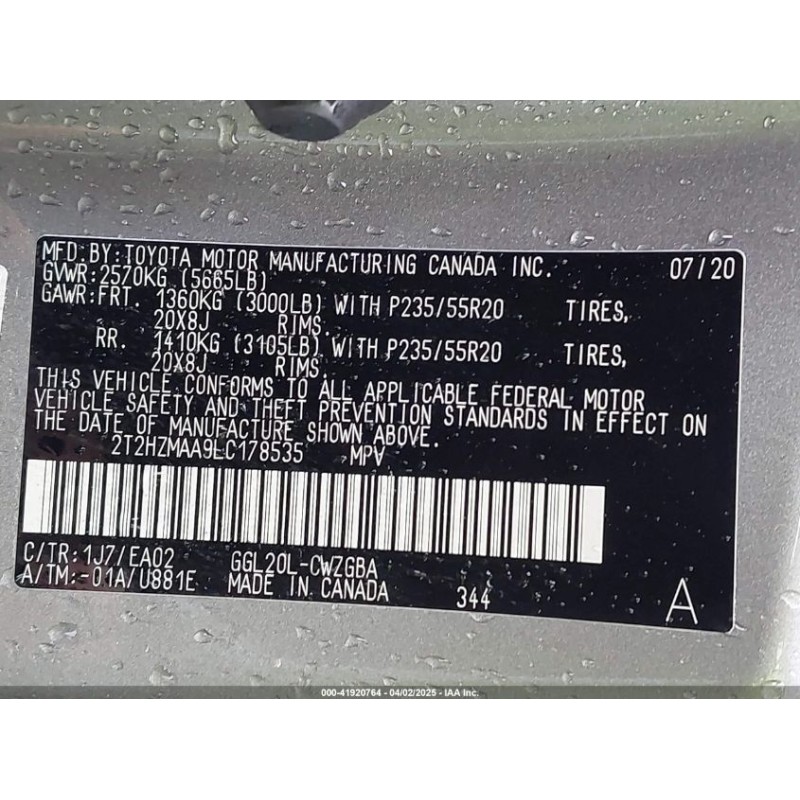 MFD.BY:TOYOTA MOTOR MANUFACTURING CANADA INC. 07/20
GVWR:2570KG (5665LB)
GAWR:FRT. 1360KG (3000LB) WITH P235/55R20 TIRES,
20X8J RIMS.
RR. 1410KG (3105LB) WITH P235/55R20 TIRES,
20X8J RIMS.
THIS VEHICLE CONFORMS TO ALL APPLICABLE FEDERAL MOTOR
VEHICLE SAFETY AND THEFT PREVENTION STANDARDS IN EFFECT ON
THE DATE OF MANUFACTURE SHOWN ABOVE.
2T2HZMAA9LC178535 MPV
C/TR:1J7/EA02 GGL20L-CWZGBA
A/TM:-01A/U881E MADE IN CANADA 344 A
000-41920764 - 04/02/2025 - IAA Inc.